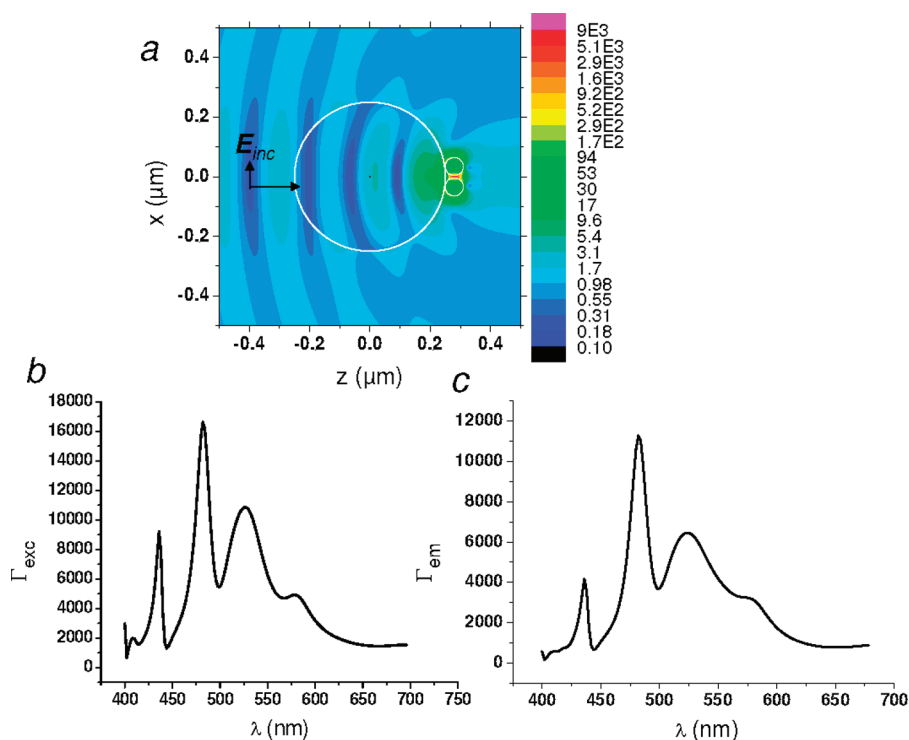 a
E inc
x (µm)
0.4
0.2
0.0
-0.2
-0.4
-0.4 -0.2 0.0 0.2 0.4
z (µm)
9E3
5.1E3
2.9E3
1.6E3
9.2E2
5.2E2
2.9E2
1.7E2
94
53
30
17
9.6
5.4
3.1
1.7
0.98
0.55
0.31
0.18
0.10
b
Γexc
18000
16000
14000
12000
10000
8000
6000
4000
2000
0
400 450 500 550 600 650 700 750
λ (nm)
c
Γem
12000
10000
8000
6000
4000
2000
0
400 450 500 550 600 650 700
λ (nm)